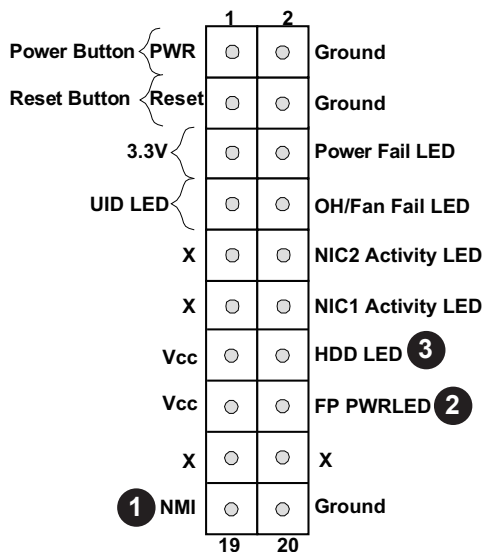 1 2
Power Button PWR Ground
Reset Button Reset Ground
3.3V Power Fail LED
UID LED OH/Fan Fail LED
X NIC2 Activity LED
X NIC1 Activity LED
Vcc HDD LED 3
Vcc FP PWRLED 2
X X
1 NMI Ground
19 20